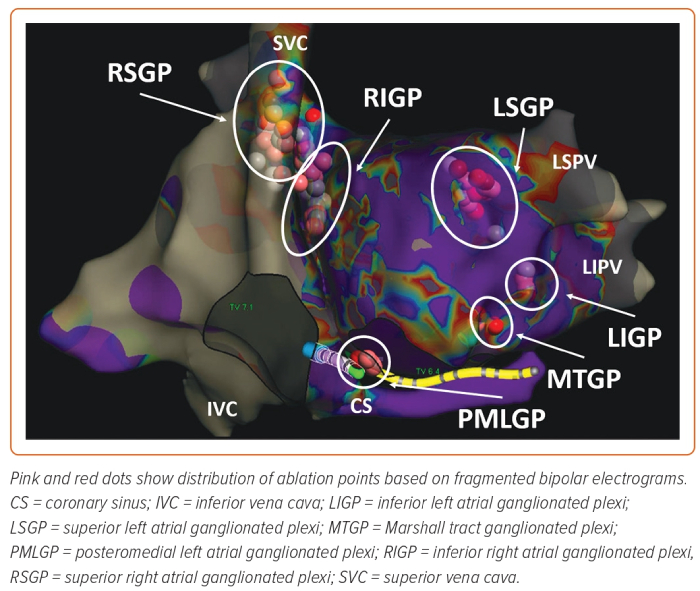 SVC
RSGP
RIGP
LSGP
LSPV
LIPV
TV 7.1
LIGP
MTGP
TV 6.4
IVC
CS
PMLGP
Pink and red dots show distribution of ablation points based on fragmented bipolar electrograms.
CS = coronary sinus; IVC = inferior vena cava; LIGP = inferior left atrial ganglionated plexi;
LSGP = superior left atrial ganglionated plexi; MTGP = Marshall tract ganglionated plexi;
PMLGP = posteromedial left atrial ganglionated plexi; RIGP = inferior right atrial ganglionated plexi,
RSGP = superior right atrial ganglionated plexi; SVC = superior vena cava.